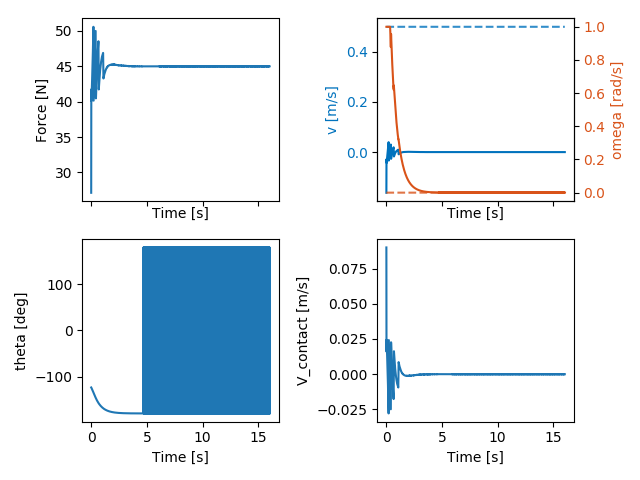 50
45
40
35
30
Force [N]
Time [s]
0.4
0.2
0.0
v [m/s]
1.0
0.8
0.6
0.4
0.2
0.0
omega [rad/s]
Time [s]
100
0
−100
theta [deg]
0 5 10 15
Time [s]
0.075
0.050
0.025
0.000
−0.025
V_contact [m/s]
0 5 10 15
Time [s]